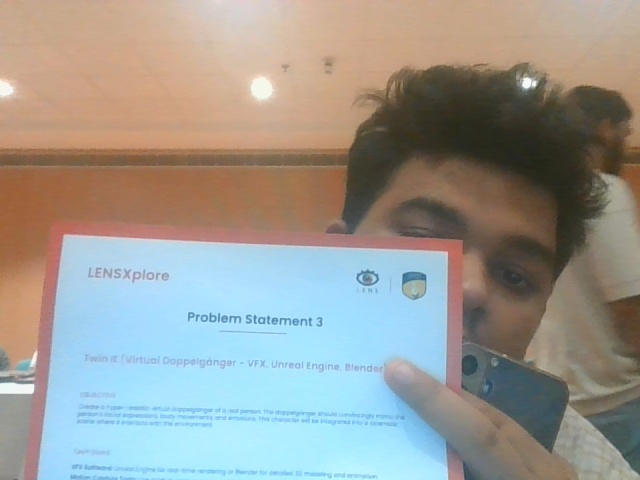 LENSXplore
LENS
Problem Statement 3
Twin It (Virtual Doppelgänger - VFX, Unreal Engine, Blender
OBJECTIVE
Create a hyper-realistic virtual doppelgänger of a real person. The doppelgänger should convincingly mimic the
person's facial expressions, body movements, and emotions. This character will be integrated into a cinematic
scene where it interacts with the environment.
VFX Software: Unreal Engine for real-time rendering or Blender for detailed 3D modeling and animation.
Motion Capture